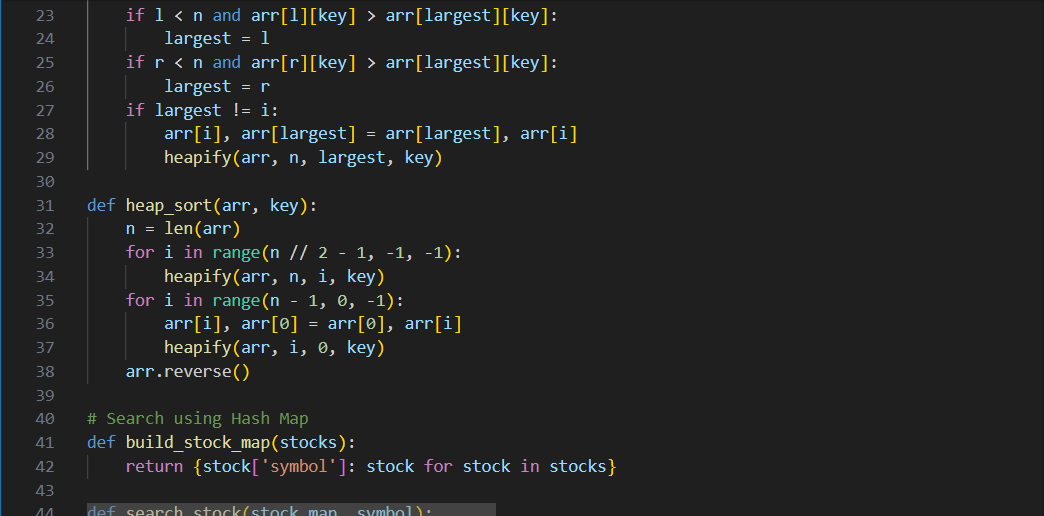 23 if l < n and arr[l][key] > arr[largest][key]:
24 largest = l
25 if r < n and arr[r][key] > arr[largest][key]:
26 largest = r
27 if largest != i:
28 arr[i], arr[largest] = arr[largest], arr[i]
29 heapify(arr, n, largest, key)
30
31 def heap_sort(arr, key):
32 n = len(arr)
33 for i in range(n // 2 - 1, -1, -1):
34 heapify(arr, n, i, key)
35 for i in range(n - 1, 0, -1):
36 arr[i], arr[0] = arr[0], arr[i]
37 heapify(arr, i, 0, key)
38 arr.reverse()
39
40 # Search using Hash Map
41 def build_stock_map(stocks):
42 return {stock['symbol']: stock for stock in stocks}
43
44 def search_stock(stock_map, symbol):